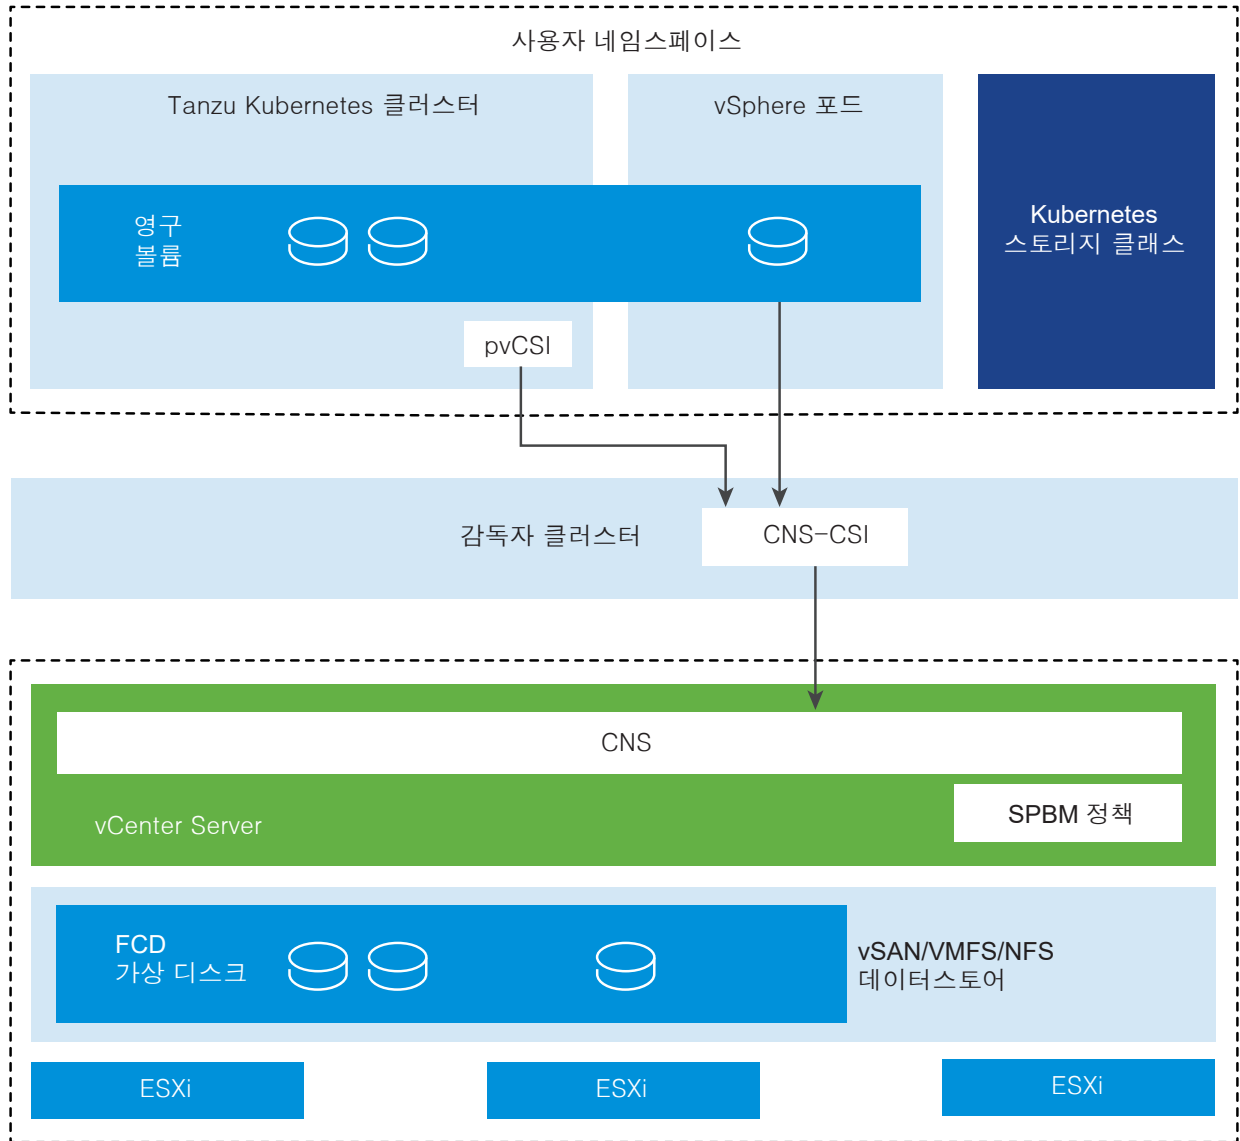 사용자 네임스페이스
Tanzu Kubernetes 클러스터
vSphere 포드
영구
볼륨
Kubernetes
스토리지 클래스
pvCSI
감독자 클러스터
CNS-CSI
CNS
vCenter Server
SPBM 정책
FCD
가상 디스크
vSAN/VMFS/NFS
데이터스토어
ESXi
ESXi
ESXi